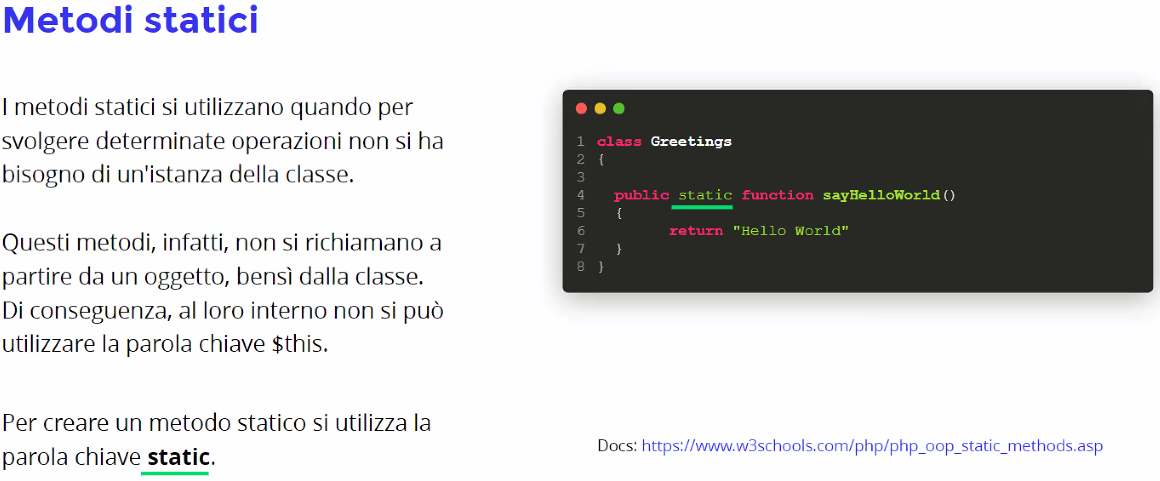 Metodi statici
I metodi statici si utilizzano quando per
svolgere determinate operazioni non si ha
bisogno di un'istanza della classe.
Questi metodi, infatti, non si richiamano a
partire da un oggetto, bensì dalla classe.
Di conseguenza, al loro interno non si può
utilizzare la parola chiave $this.
Per creare un metodo statico si utilizza la
parola chiave static.
1 class Greetings
2 {
3
4 public static function sayHelloWorld()
5 {
6 return "Hello World"
7 }
8 }
Docs: https://www.w3schools.com/php/php_oop_static_methods.asp